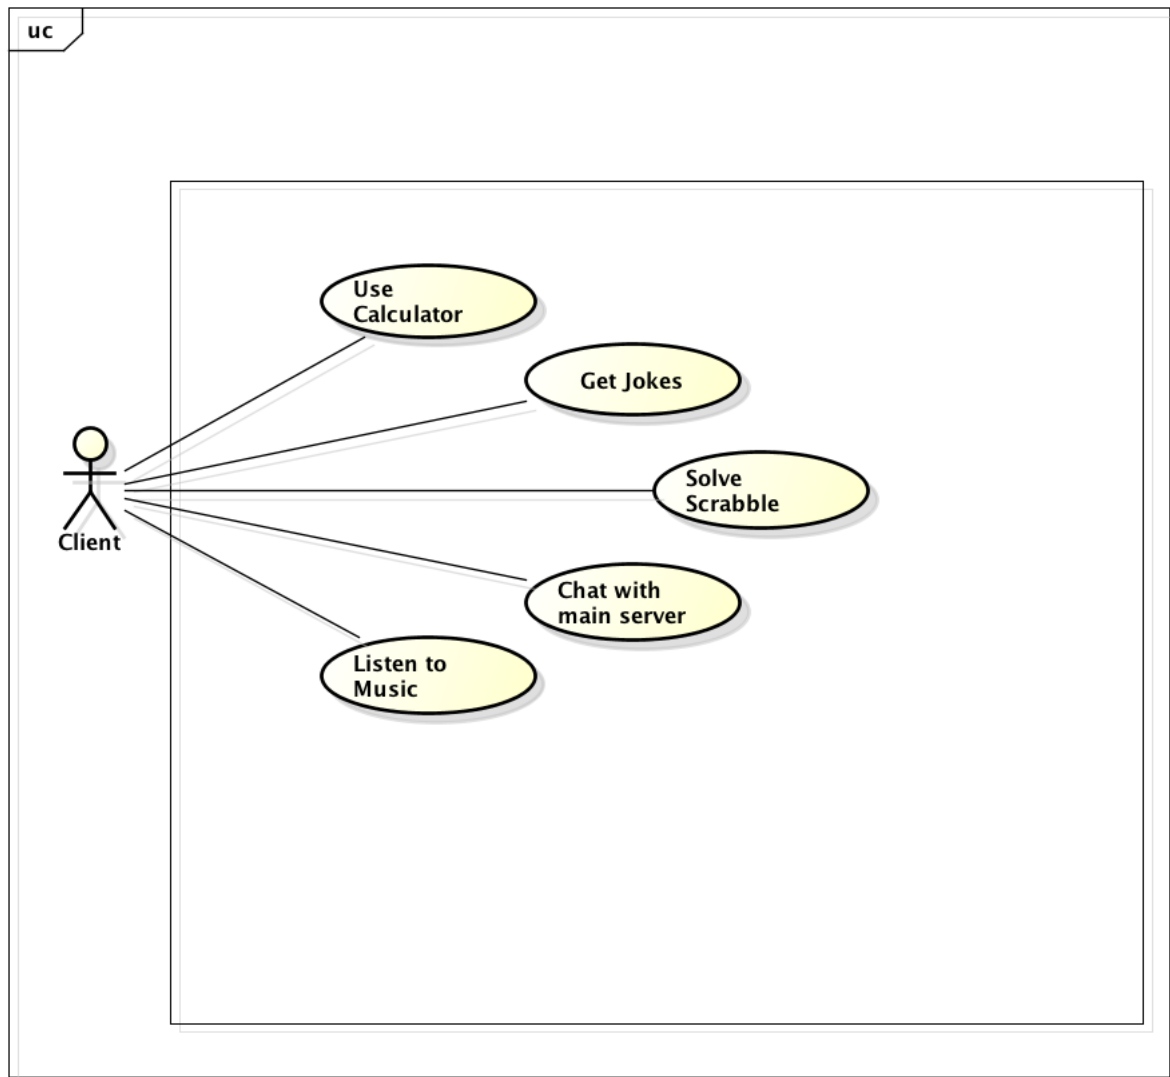 uc
Use
Calculator
Get Jokes
Solve
Scrabble
Client
Chat with
main server
Listen to
Music